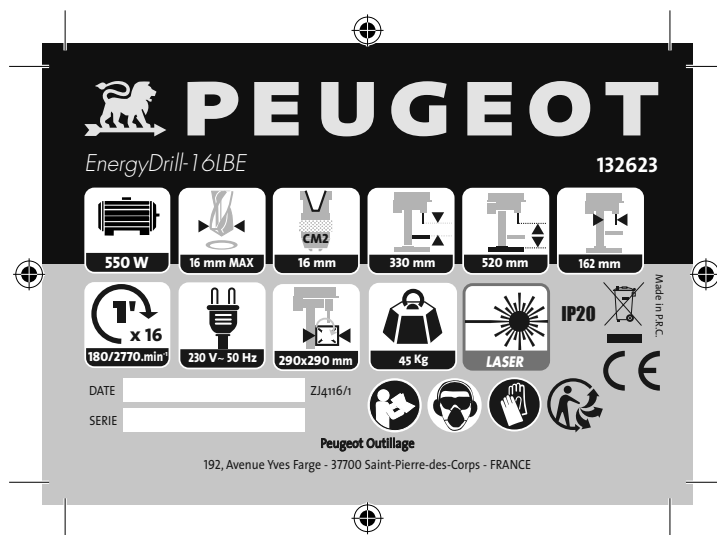 PEUGEOT
EnergyDrill-16LBE
132623
CM2
550 W
16 mm MAX
16 mm
330 mm
520 mm
162 mm
1'
x 16
180/2770.min⁻¹
230 V~ 50 Hz
290x290 mm
45 Kg
LASER
IP20
Made in P.R.C.
CE
DATE
ZJ4116/1
SERIE
Peugeot Outillage
192, Avenue Yves Farge - 37700 Saint-Pierre-des-Corps - FRANCE